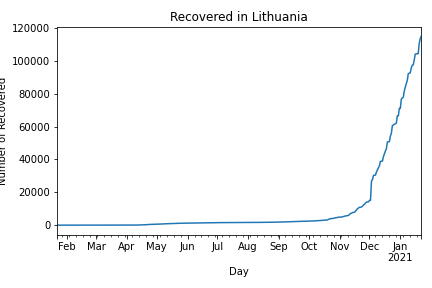 Recovered in Lithuania
120000
100000
80000
60000
40000
20000
0
Number of Recovered
Feb Mar Apr May Jun Jul Aug Sep Oct Nov Dec Jan
2021
Day